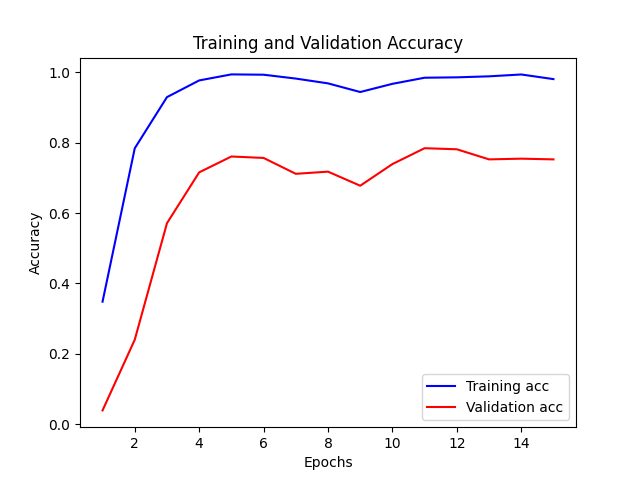 Training and Validation Accuracy
1.0
0.8
0.6
0.4
0.2
0.0
Accuracy
2 4 6 8 10 12 14
Epochs
Training acc
Validation acc